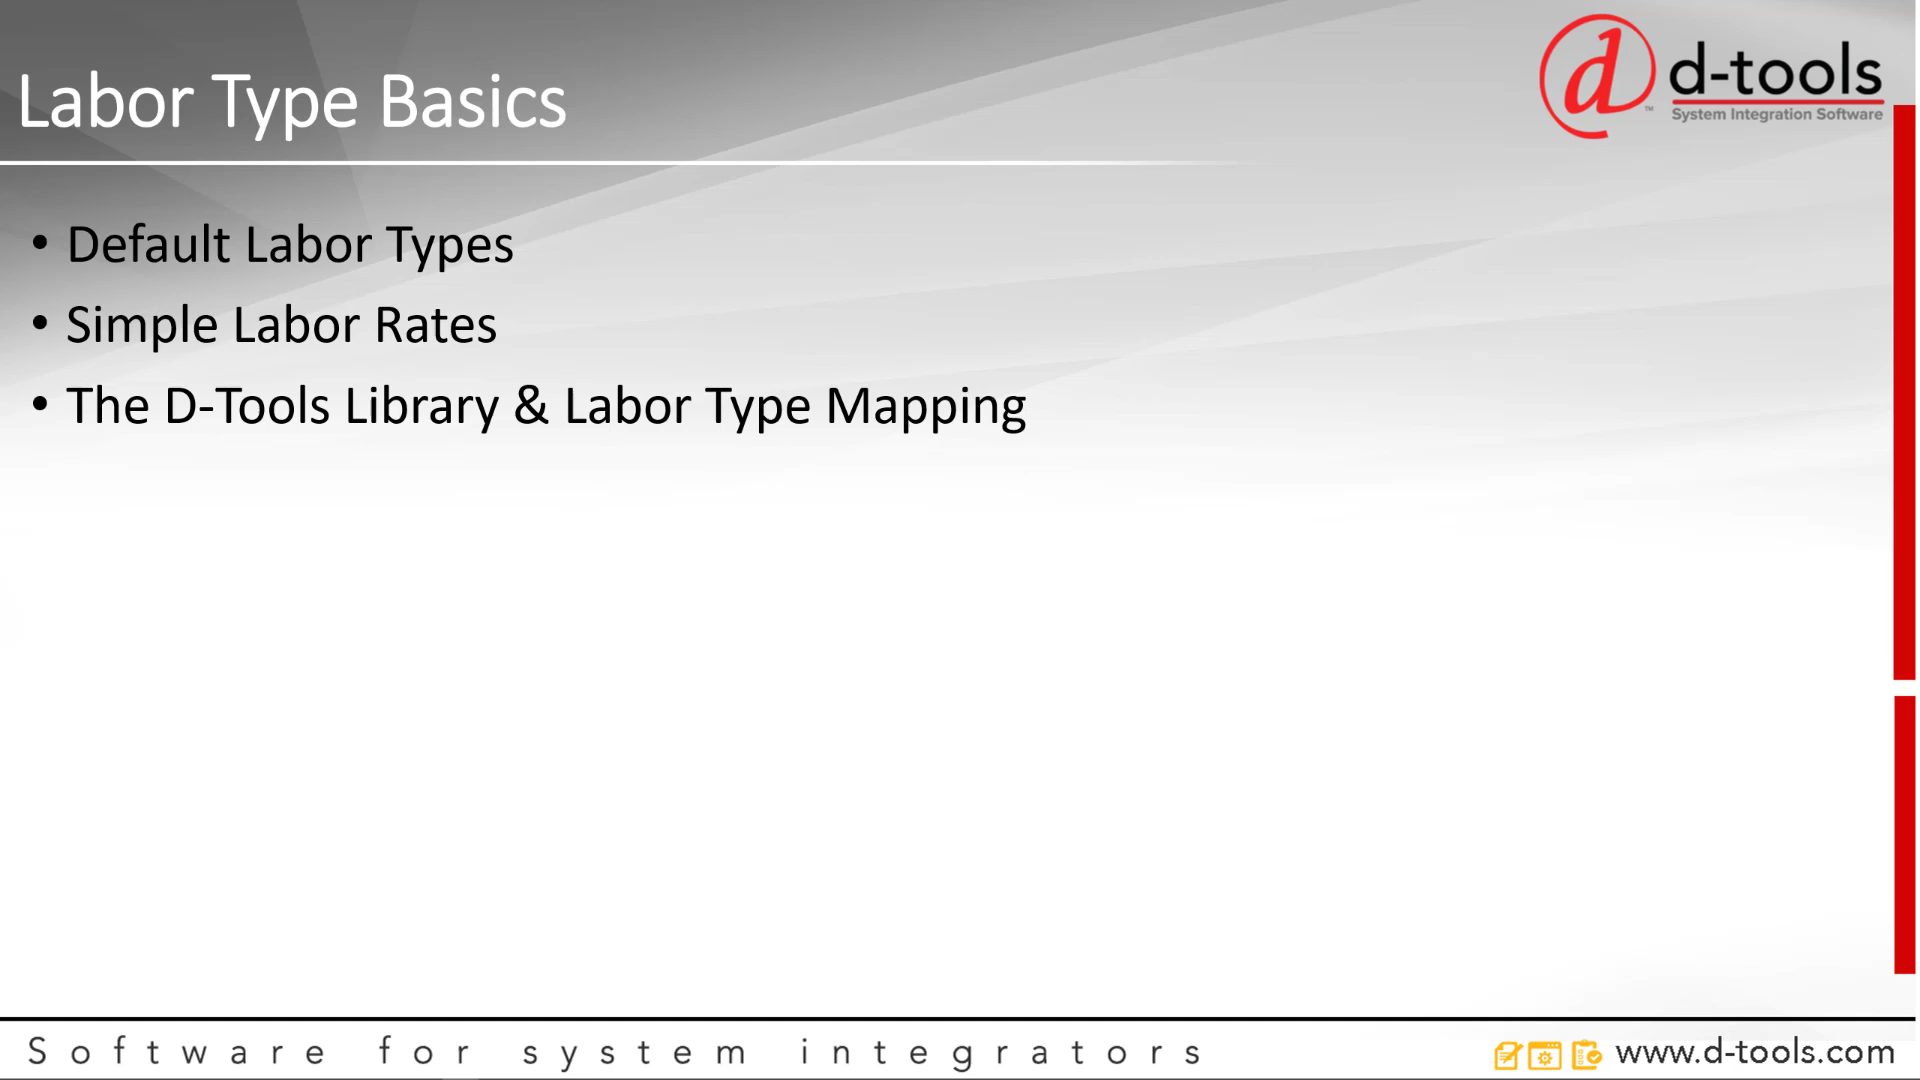 Labor Type Basics
d d-tools
™
System Integration Software
• Default Labor Types
• Simple Labor Rates
• The D-Tools Library & Labor Type Mapping
Software for system integrators
www.d-tools.com